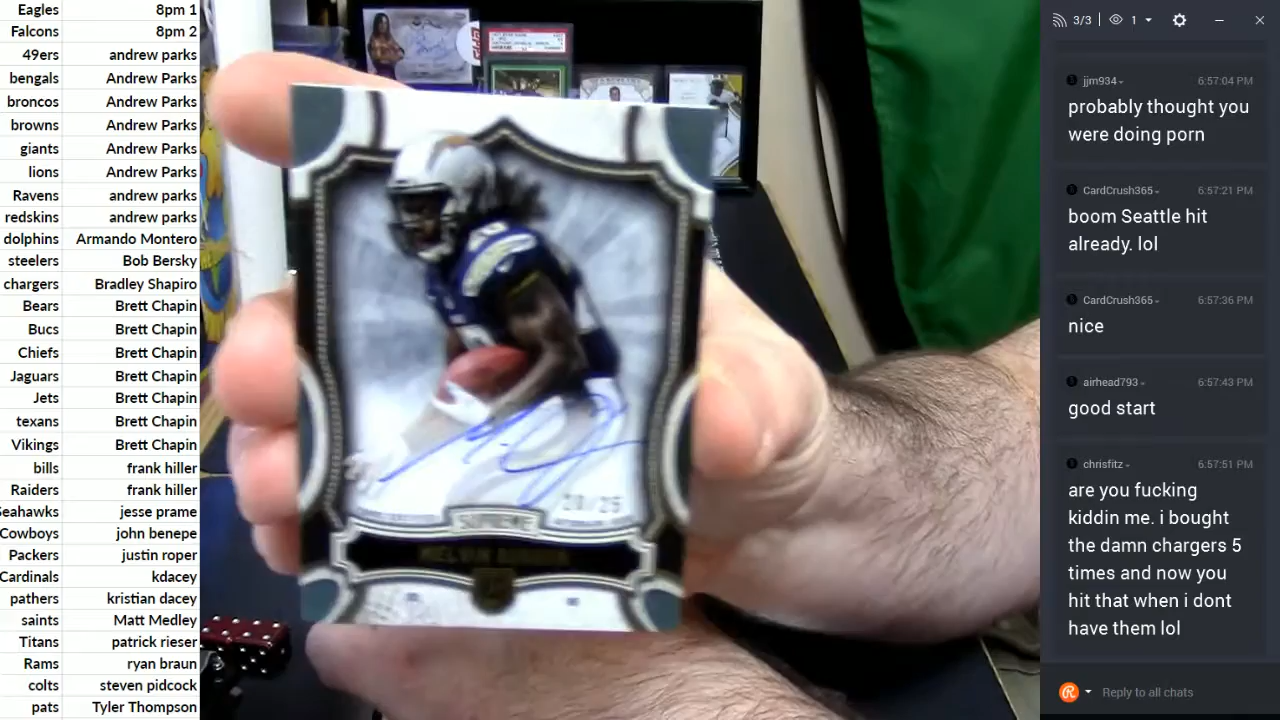 Eagles 8pm 1
Falcons 8pm 2
49ers andrew parks
bengals Andrew Parks
broncos Andrew Parks
browns Andrew Parks
giants Andrew Parks
lions Andrew Parks
Ravens andrew parks
redskins andrew parks
dolphins Armando Montero
steelers Bob Bersky
chargers Bradley Shapiro
Bears Brett Chapin
Bucs Brett Chapin
Chiefs Brett Chapin
Jaguars Brett Chapin
Jets Brett Chapin
texans Brett Chapin
Vikings Brett Chapin
bills frank hiller
Raiders frank hiller
eahawks jesse prame
Cowboys john benepe
Packers justin roper
Cardinals kdacey
pathers kristian dacey
saints Matt Medley
Titans patrick rieser
Rams ryan braun
colts steven pidcock
pats Tyler Thompson
20/25
SUPREME
MELVIN GORDON
3/3 1
jjm934 6:57:04 PM
probably thought you
were doing porn
CardCrush365 6:57:21 PM
boom Seattle hit
already. lol
CardCrush365 6:57:36 PM
nice
airhead793 6:57:43 PM
good start
chrisfitz 6:57:51 PM
are you fucking
kiddin me. i bought
the damn chargers 5
times and now you
hit that when i dont
have them lol
Reply to all chats